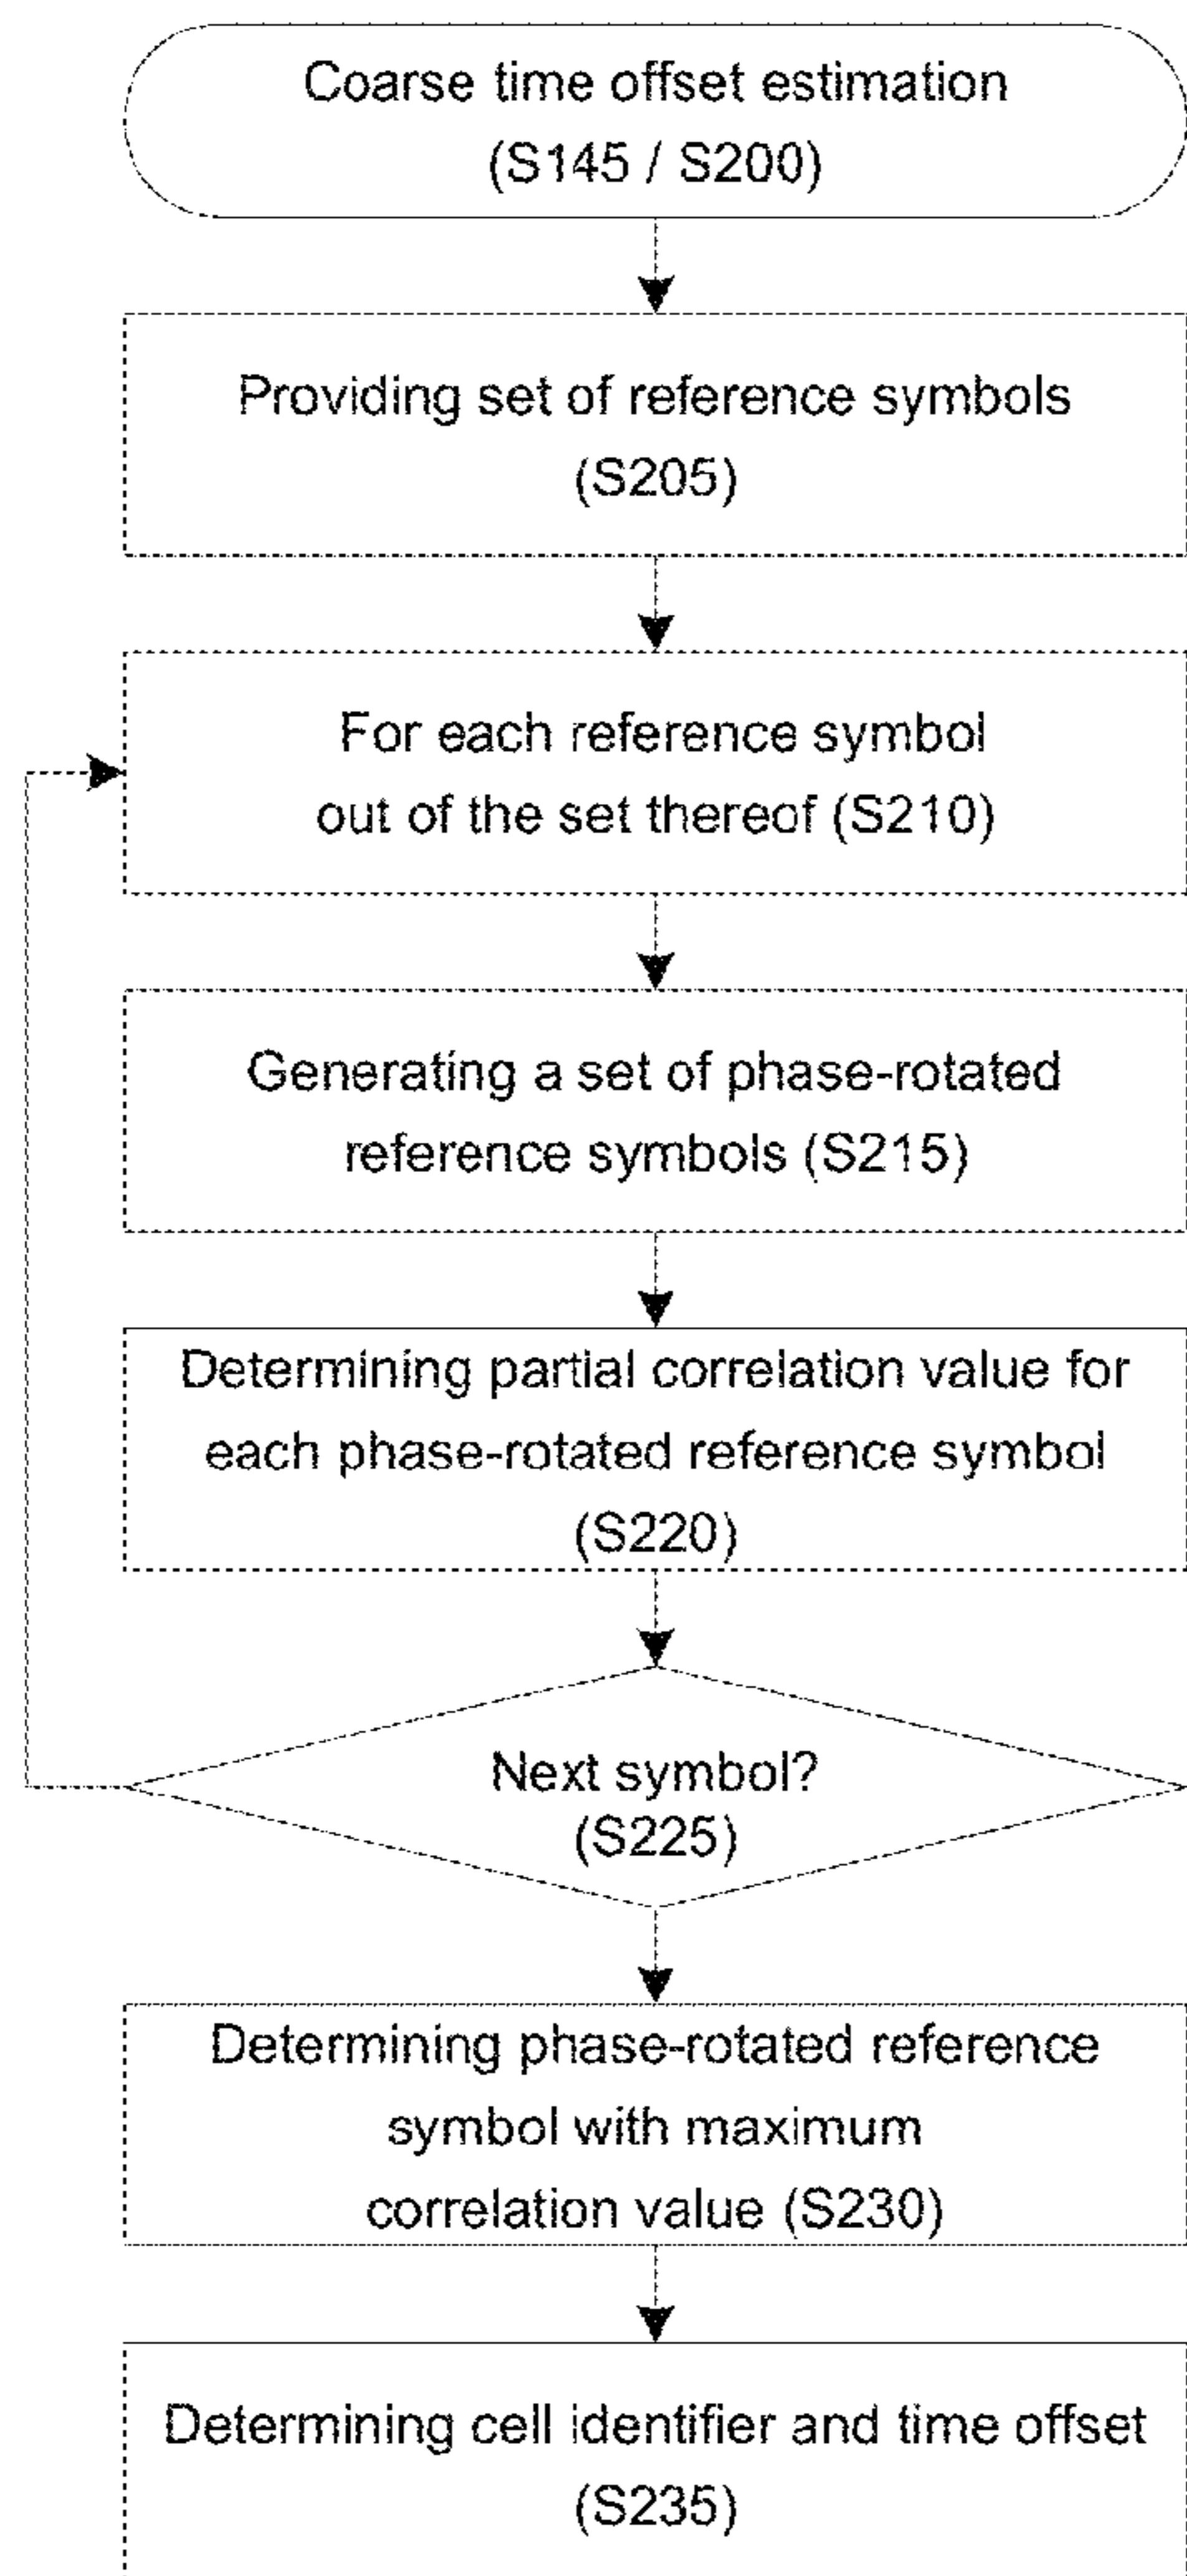 Coarse time offset estimation
(S145 / S200)
Providing set of reference symbols
(S205)
For each reference symbol
out of the set thereof (S210)
Generating a set of phase-rotated
reference symbols (S215)
Determining partial correlation value for
each phase-rotated reference symbol
(S220)
Next symbol?
(S225)
Determining phase-rotated reference
symbol with maximum
correlation value (S230)
Determining cell identifier and time offset
(S235)